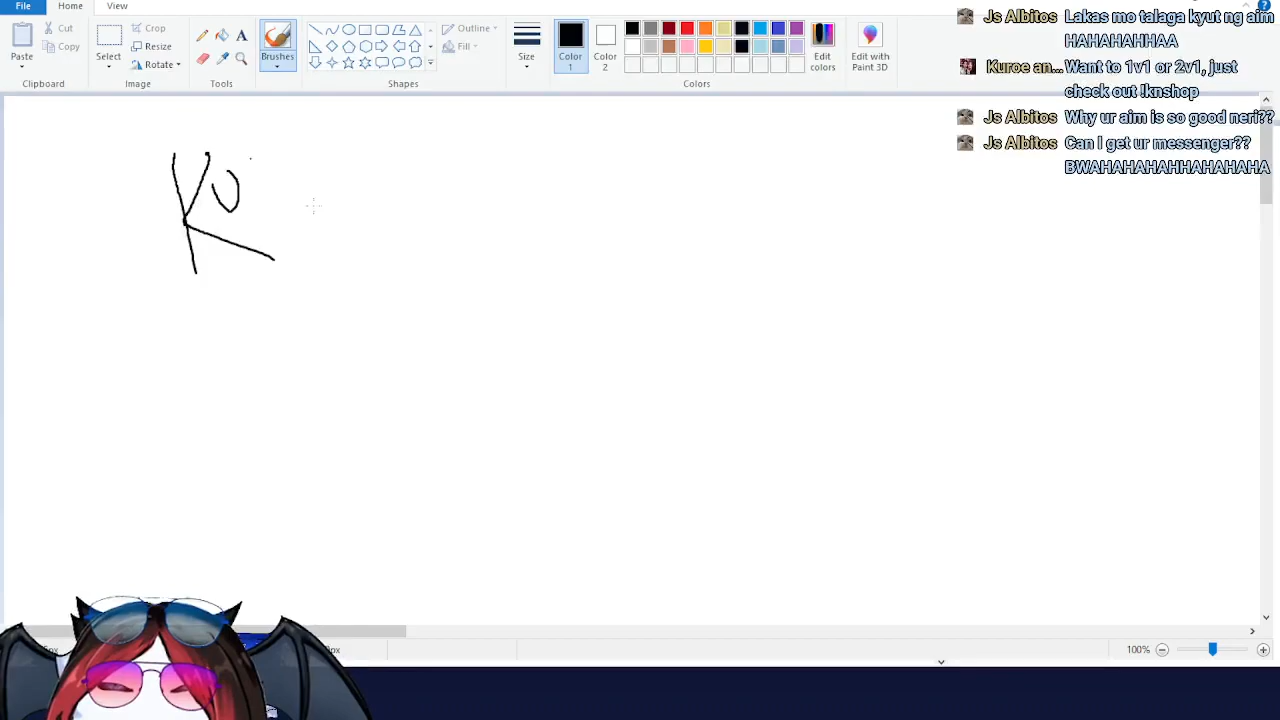 File
Home
View
Paste
Cut
Copy
Clipboard
Select
Crop
Resize
Rotate
Image
Tools
Brushes
Outline
Fill
Shapes
Size
Color 1
Color 2
Edit colors
Edit with Paint 3D
Colors
Js Albitos Lakas mo talaga kyut ng aim
HAHAHAHHAA
Kuroe an... Want to 1v1 or 2v1, just
check out !knshop
Js Albitos Why ur aim is so good neri??
Js Albitos Can I get ur messenger??
BWAHAHAHAHHAHAHAHA
Ko
100%